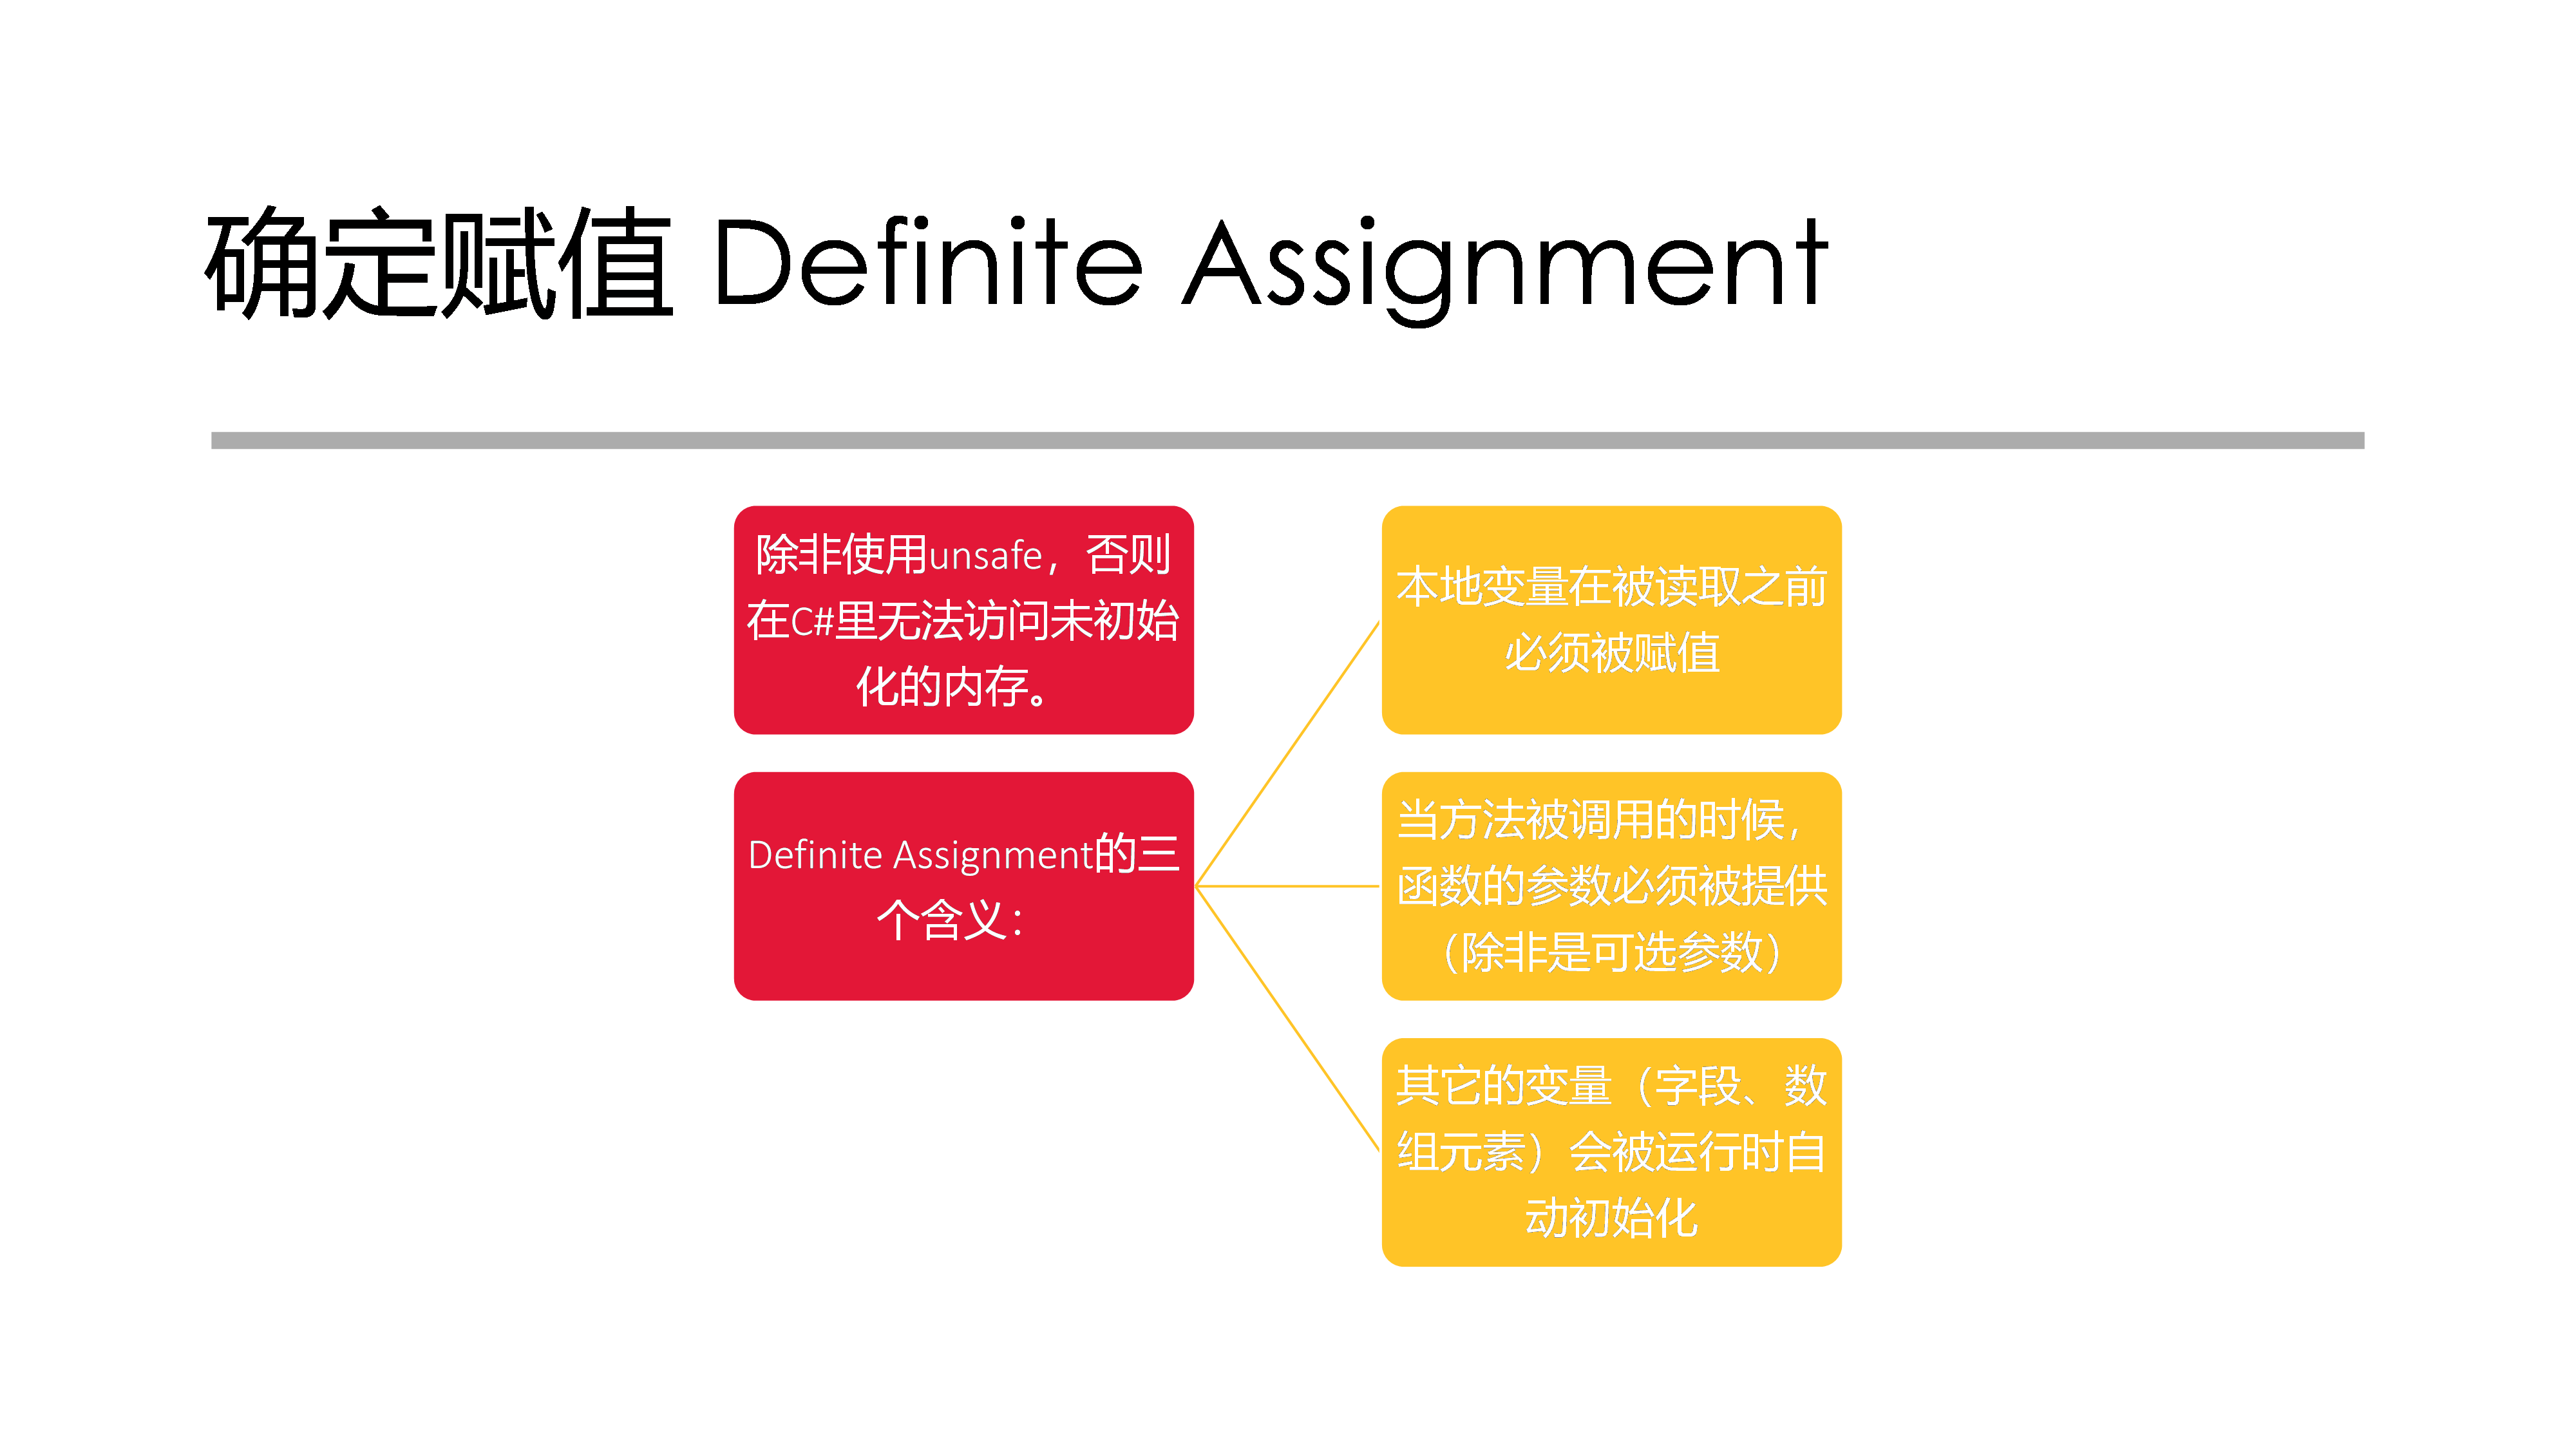 确定赋值 Definite Assignment
除非使用unsafe，否则
在C#里无法访问未初始
化的内存。
Definite Assignment的三
个含义：
本地变量在被读取之前
必须被赋值
当方法被调用的时候，
函数的参数必须被提供
（除非是可选参数）
其它的变量（字段、数
组元素）会被运行时自
动初始化